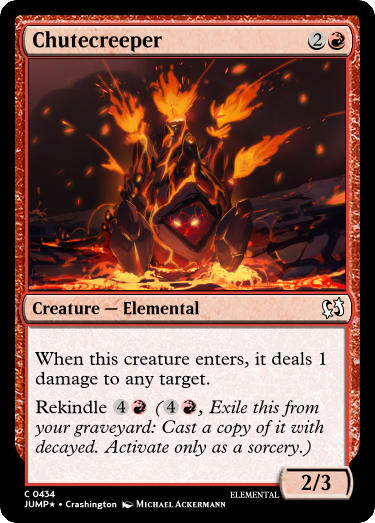 Chutecreeper 2
Creature — Elemental
When this creature enters, it deals 1
damage to any target.
Rekindle 4 (4 , Exile this from
your graveyard: Cast a copy of it with
decayed. Activate only as a sorcery.)
2/3
C 0434 ELEMENTAL
JUMP★ • Crashington Michael Ackermann